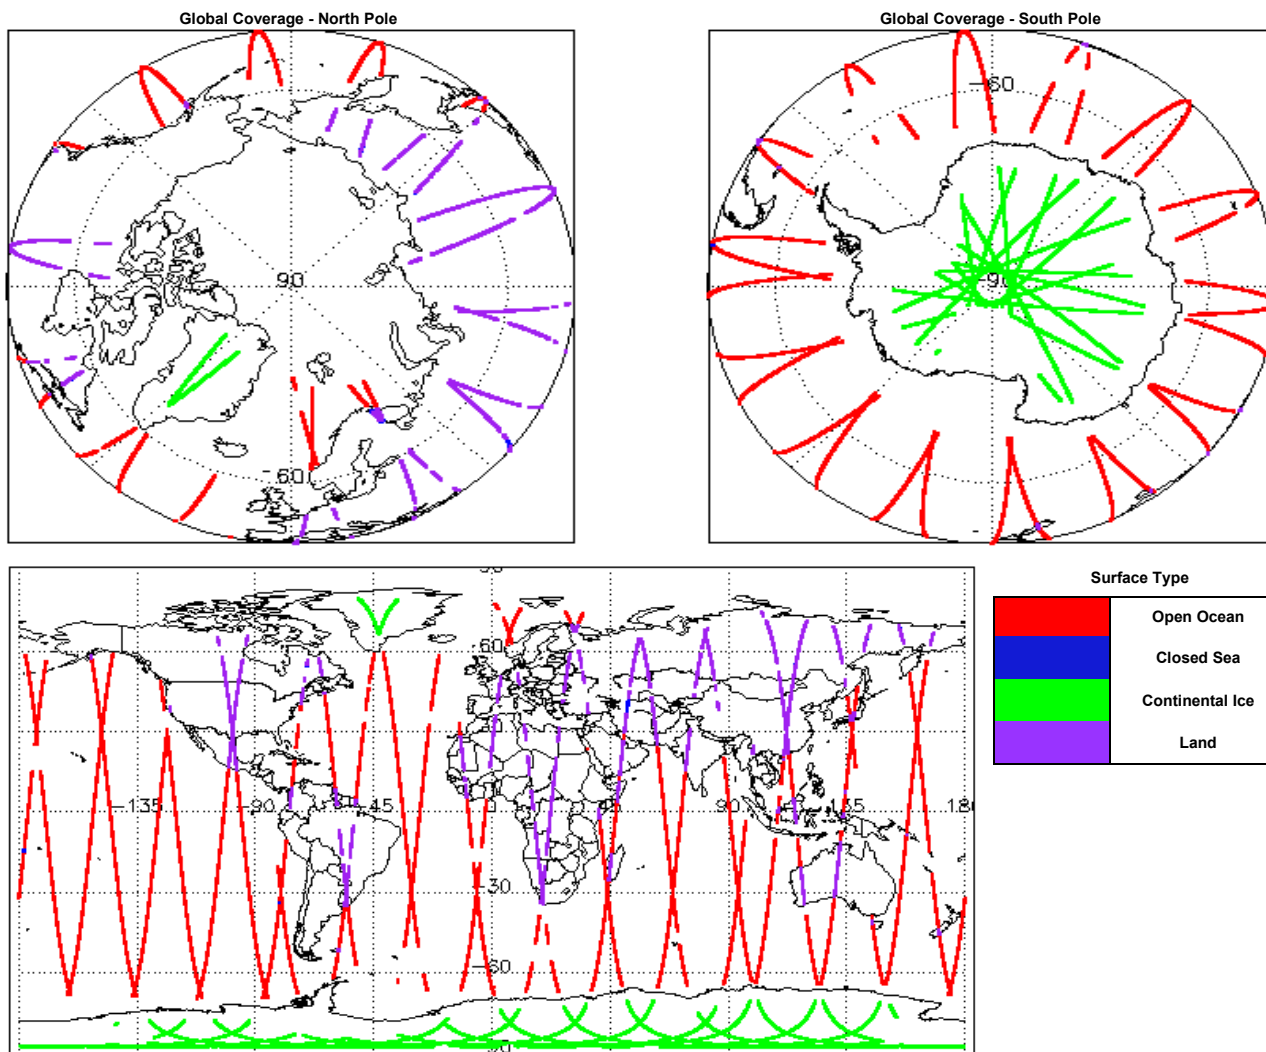 Global Coverage - North Pole
Global Coverage - South Pole
90
60
-60
-90
Surface Type
Open Ocean
Closed Sea
Continental Ice
Land
60
-135
-90
-45
0
90
135
180
-30
-60